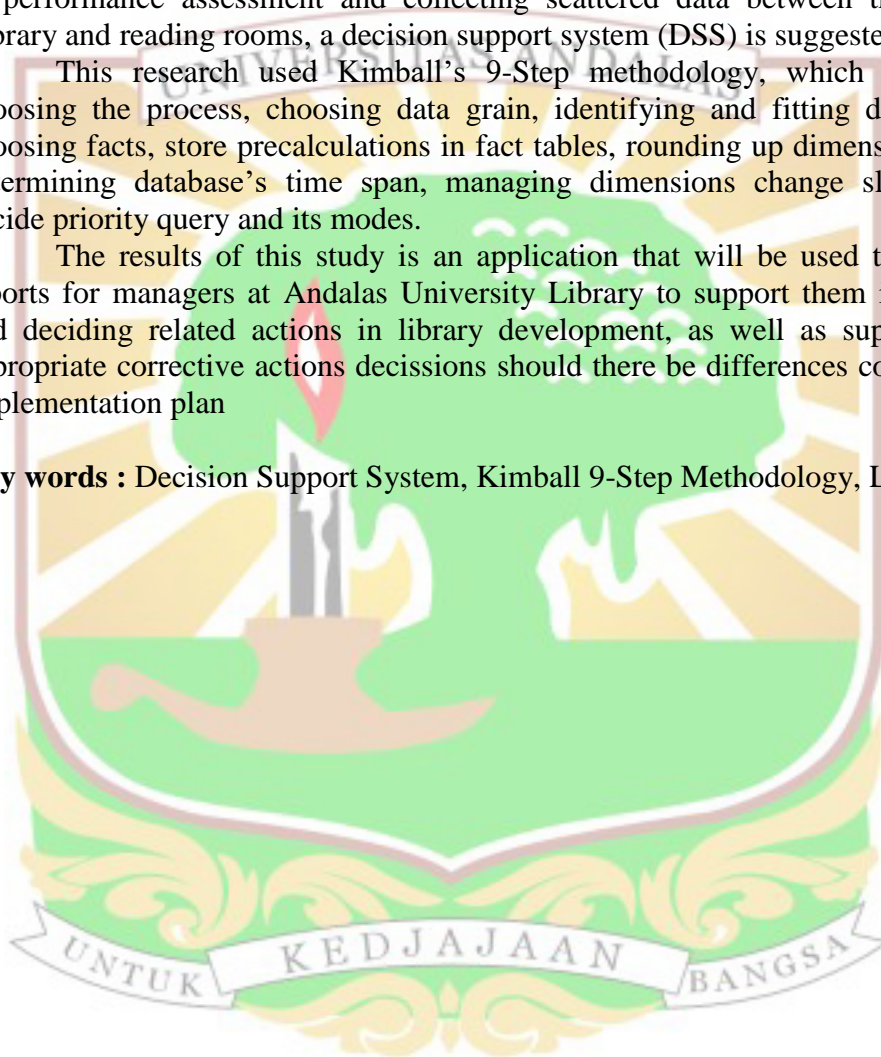 performance assessment and collecting scattered data between
brary and reading rooms, a decision support system (DSS) is suggeste
UNIVERSITAS ANDALAS
This research used Kimball's 9-Step methodology, which
oosing the process, choosing data grain, identifying and fitting d
oosing facts, store precalculations in fact tables, rounding up dimens
termining database's time span, managing dimensions change sl
cide priority query and its modes.
The results of this study is an application that will be used t
ports for managers at Andalas University Library to support them
d deciding related actions in library development, as well as sup
propriate corrective actions decissions should there be differences co
plementation plan
y words : Decision Support System, Kimball 9-Step Methodology, L
UNTUK KEDJAJAAN BANGSA